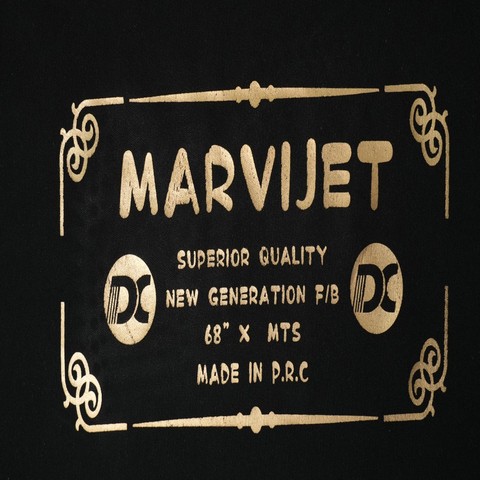 MARVIJET
SUPERIOR QUALITY
DC NEW GENERATION F/B DC
68" X MTS
MADE IN P.R.C